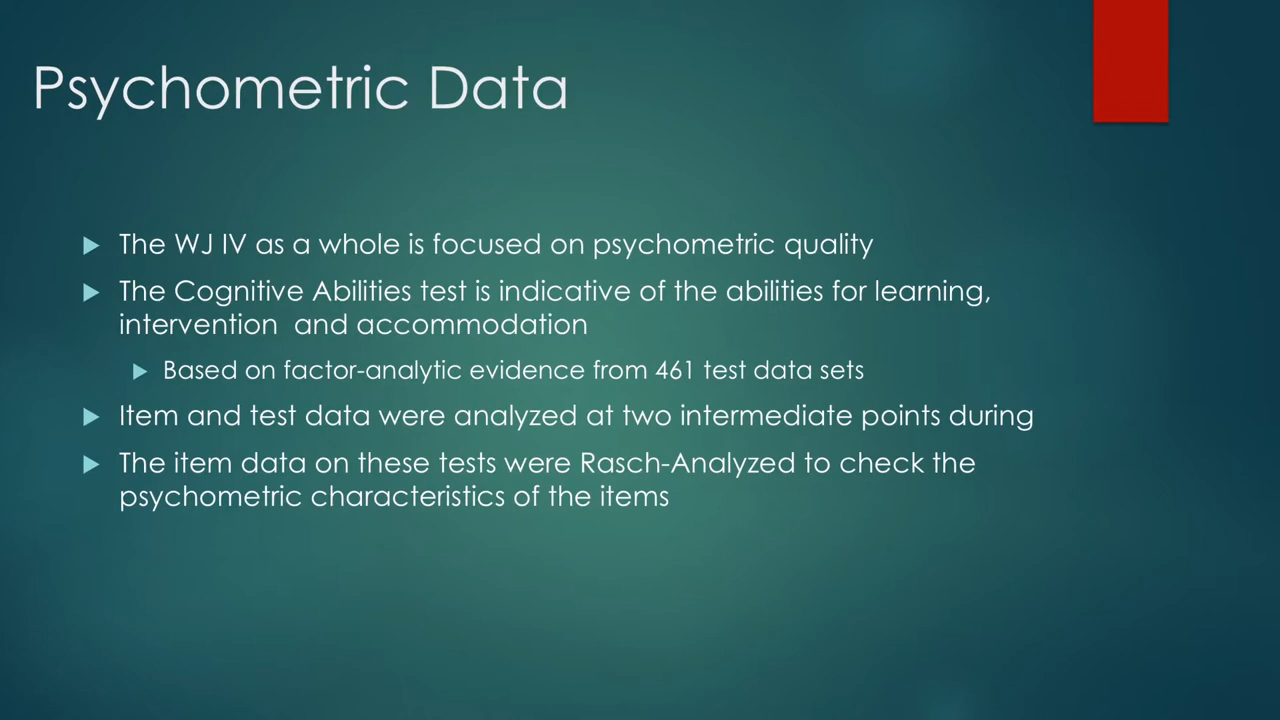 Psychometric Data
The WJ IV as a whole is focused on psychometric quality
The Cognitive Abilities test is indicative of the abilities for learning,
intervention  and accommodation
Based on factor-analytic evidence from 461 test data sets
Item and test data were analyzed at two intermediate points during
The item data on these tests were Rasch-Analyzed to check the
psychometric characteristics of the items